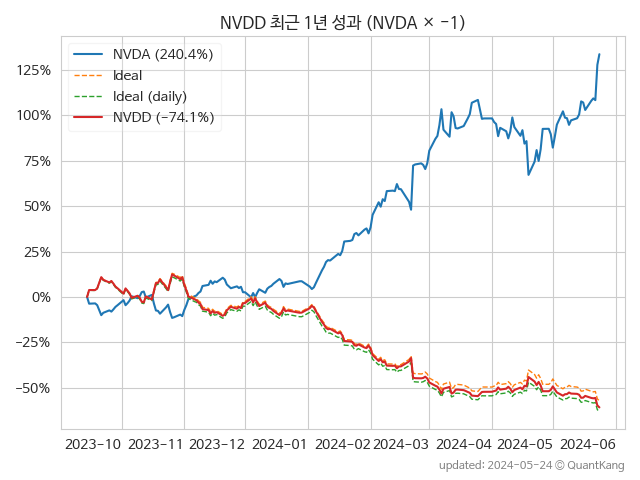 NVDD 최근 1년 성과 (NVDA × −1)
NVDA (240.4%)
Ideal
Ideal (daily)
NVDD (−74.1%)
125%
100%
75%
50%
25%
0%
−25%
−50%
2023−10 2023−11 2023−12 2024−01 2024−02 2024−03 2024−04 2024−05 2024−06
updated: 2024−05−24 © QuantKang